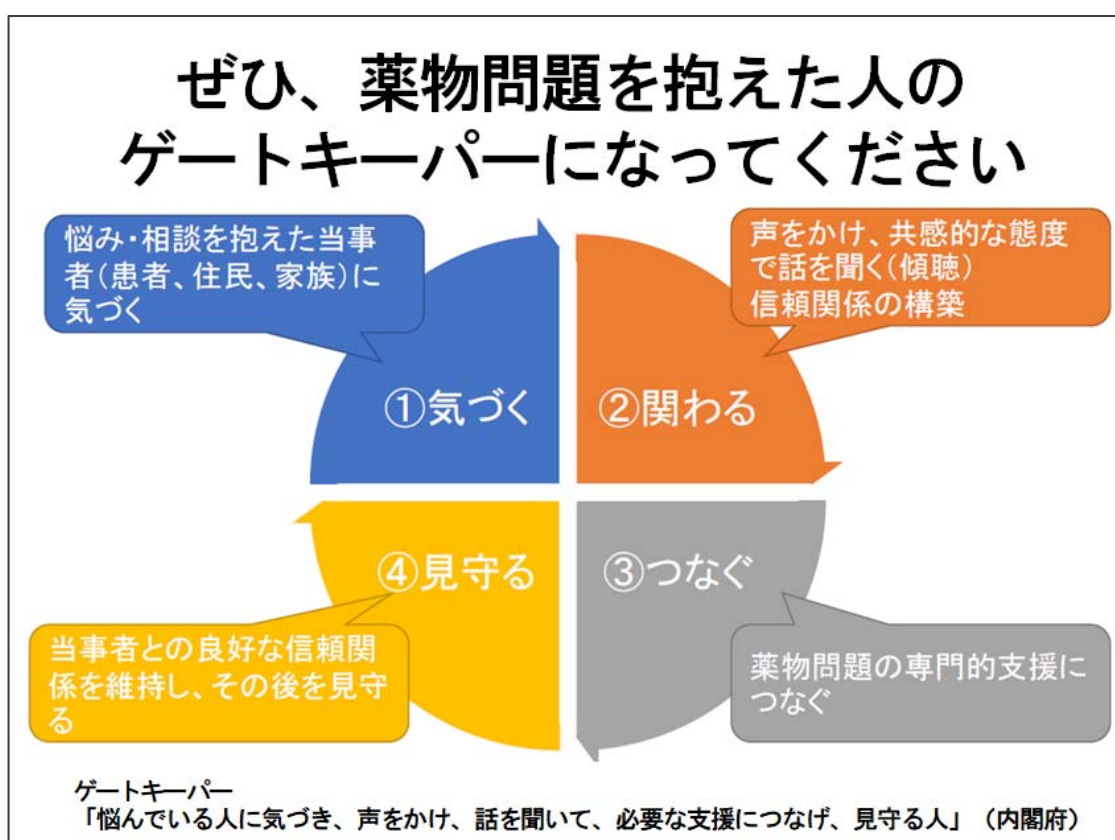 ぜひ、薬物問題を抱えた人の
ゲートキーパーになってください
悩み・相談を抱えた当事
者(患者、住民、家族)に
気づく
①気づく
声をかけ、共感的な態度
で話を聞く(傾聴)
信頼関係の構築
②関わる
③つなぐ
薬物問題の専門的支援に
つなぐ
④見守る
当事者との良好な信頼関
係を維持し、その後を見守
る
ゲートキーパー
「悩んでいる人に気づき、声をかけ、話を聞いて、必要な支援につなげ、見守る人」(内閣府)